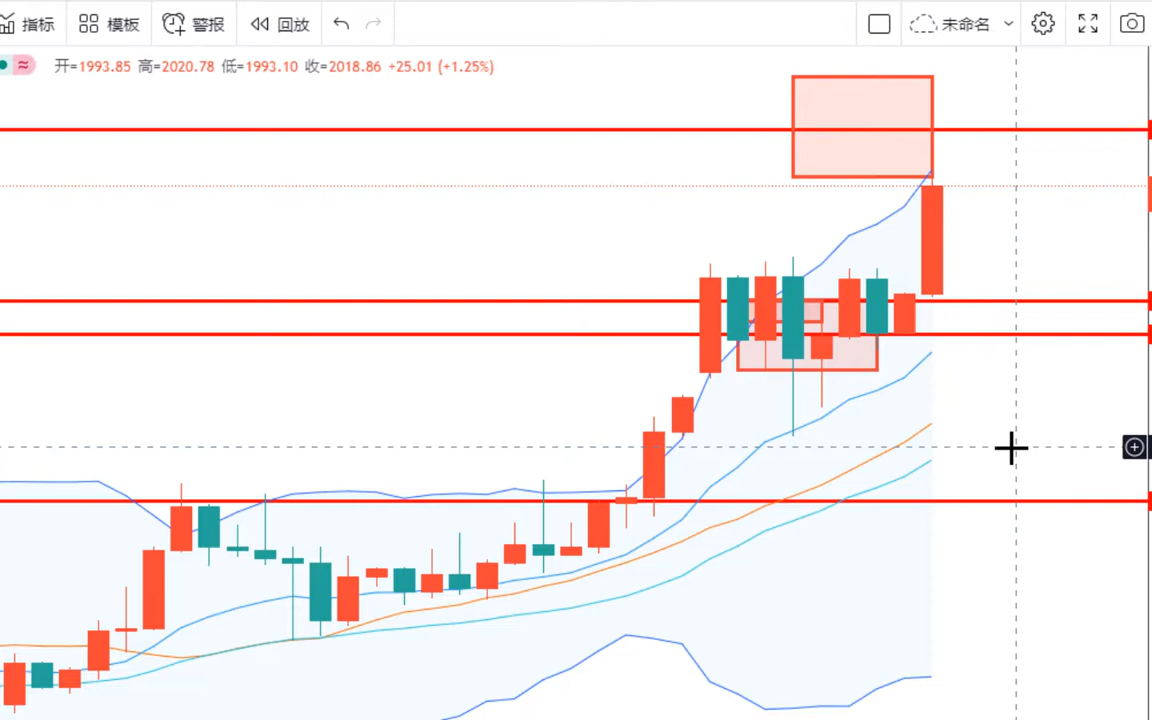 指标 模板 警报 回放 未命名
≈ 开=1993.85 高=2020.78 低=1993.10 收=2018.86 +25.01 (+1.25%)